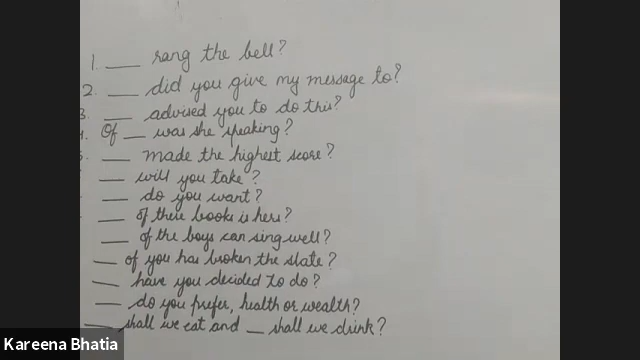 1. ___ rang the bell?
2. ___ did you give my message to?
3. ___ advised you to do this?
4. Of ___ was she speaking?
5. ___ made the highest score?
___ will you take?
___ do you want?
___ of these books is hers?
___ of the boys can sing well?
___ of you has broken the slate?
___ have you decided to do?
___ do you prefer, health or wealth?
___ shall we eat and ___ shall we drink?
Kareena Bhatia